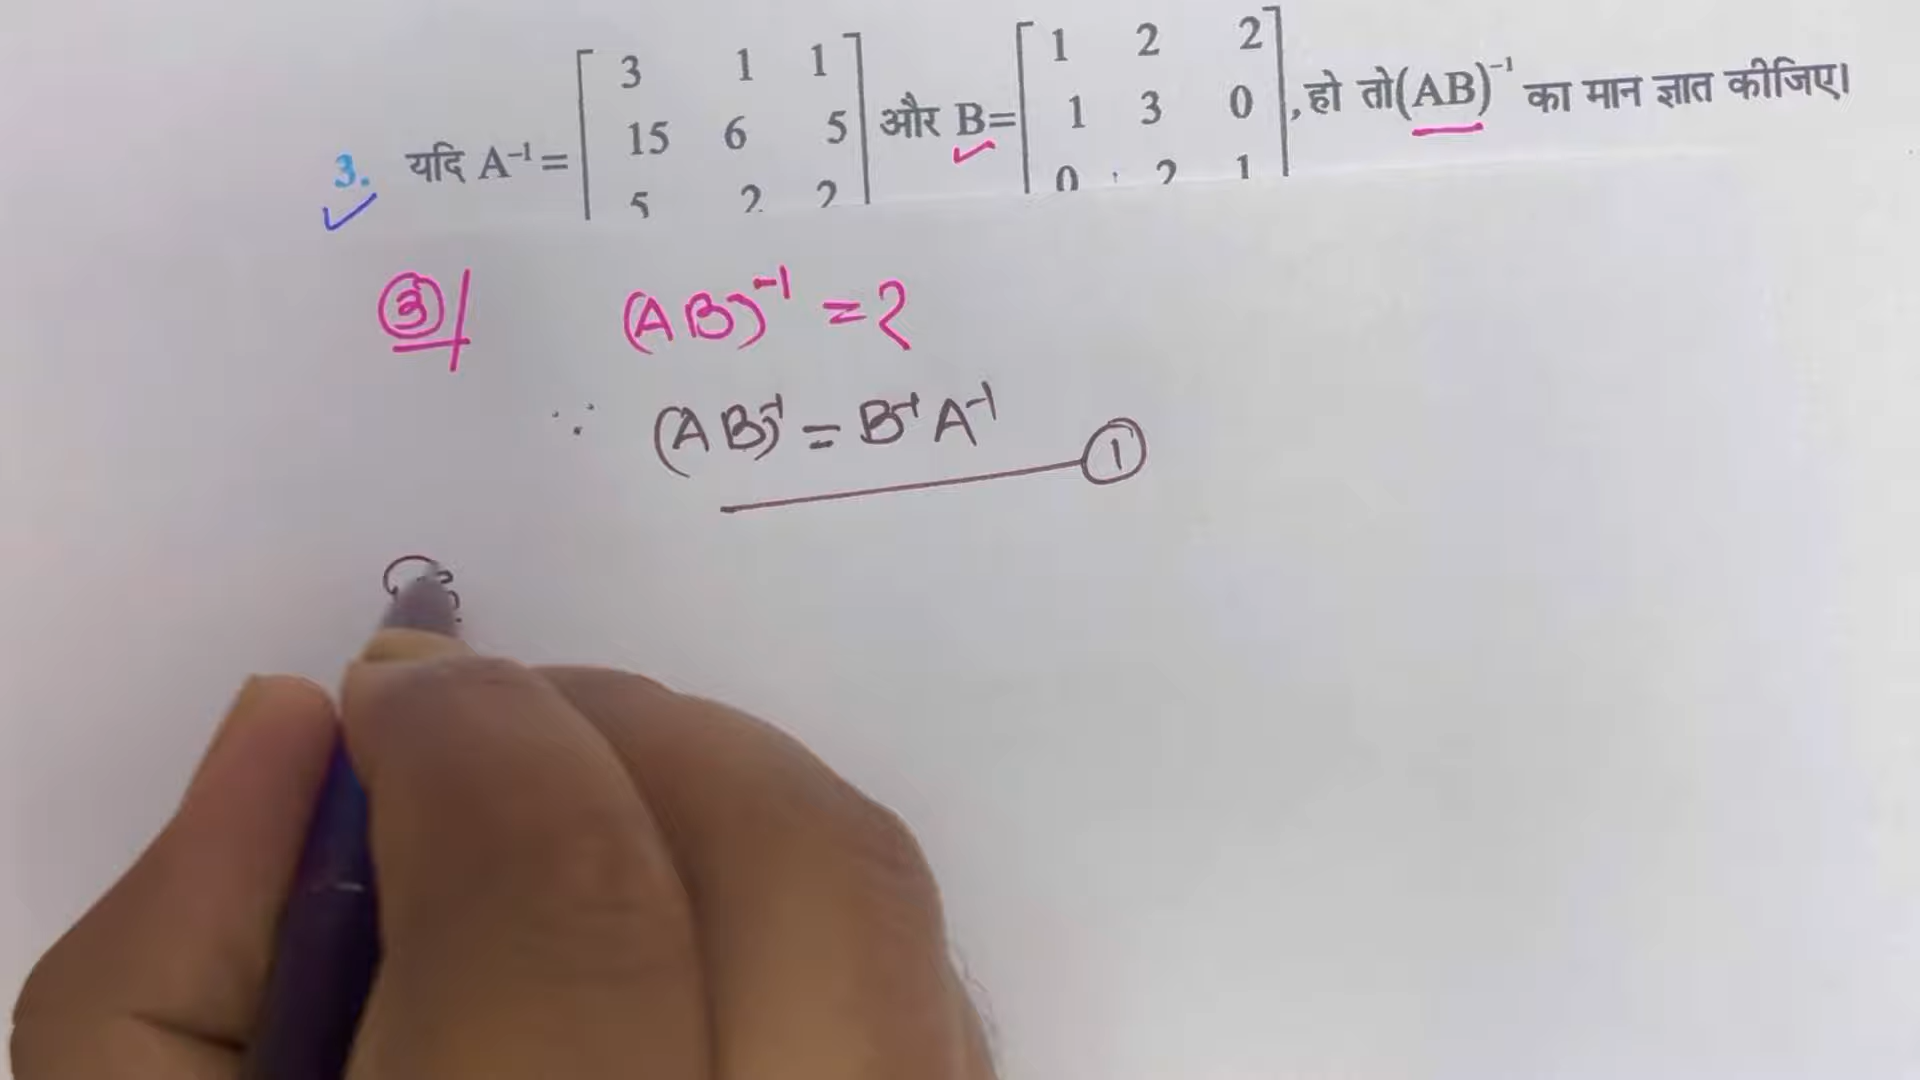 3. यदि A⁻¹ = [3 1 1; 15 6 5; 5 2 2] और B = [1 2 2; 1 3 0; 0 2 1], हो तो (AB)⁻¹ का मान ज्ञात कीजिए।
3
(AB)⁻¹ = ?
∵ (AB)⁻¹ = B⁻¹ A⁻¹
1